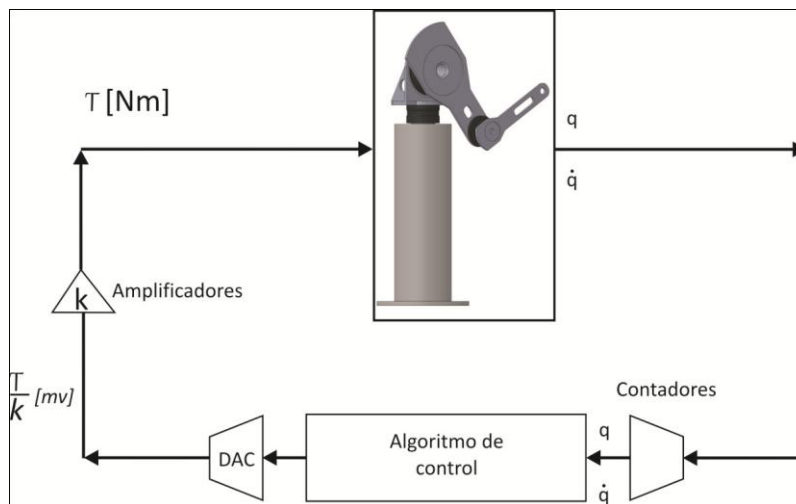 τ [Nm]
q
q̇
k
Amplificadores
τ/k [mv]
DAC
Algoritmo de
control
q
q̇
Contadores